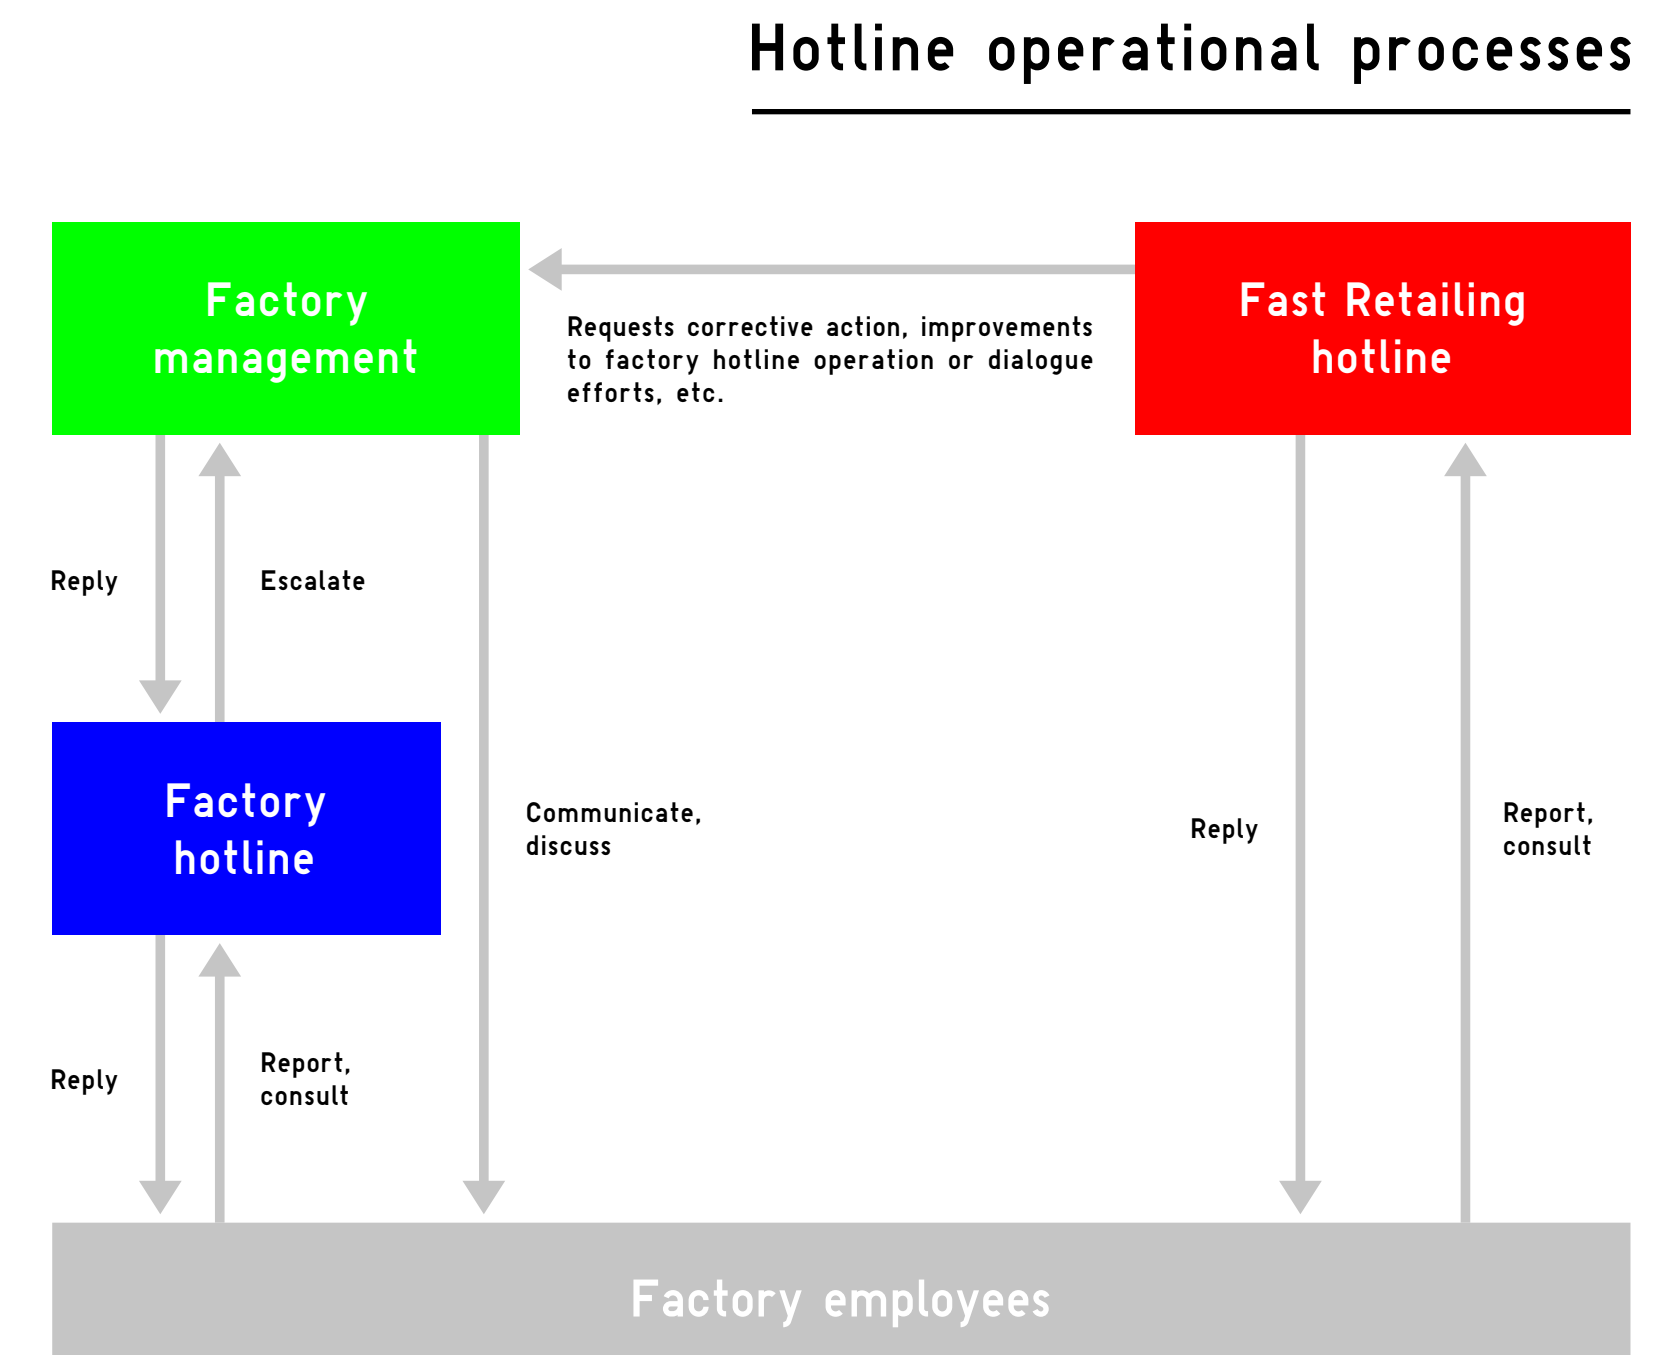 Hotline operational processes
Factory
management
Fast Retailing
hotline
Requests corrective action, improvements
to factory hotline operation or dialogue
efforts, etc.
Reply
Escalate
Factory
hotline
Communicate,
discuss
Reply
Report,
consult
Reply
Report,
consult
Factory employees